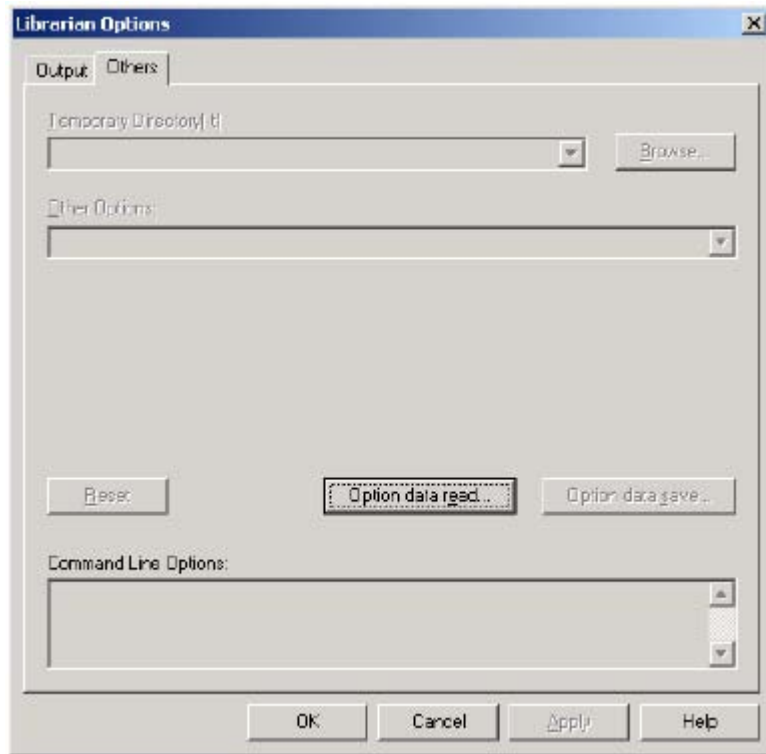 Librarian Options
Output Others
Temporary Directory[-t]
Browse...
Other Options:
Reset Option data read... Option data save...
Command Line Options:
OK Cancel Apply Help